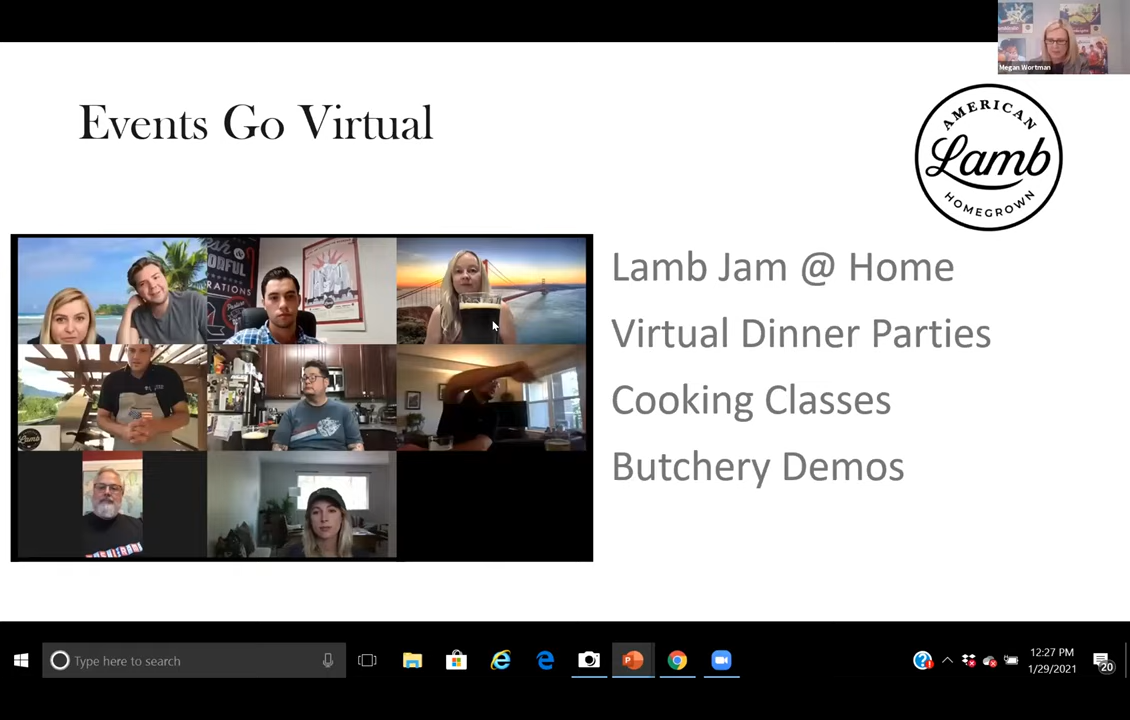 Megan Wortman
Events Go Virtual
AMERICAN
Lamb
HOMEGROWN
Lamb Jam @ Home
Virtual Dinner Parties
Cooking Classes
Butchery Demos
Lamb
Type here to search
12:27 PM
1/29/2021
20